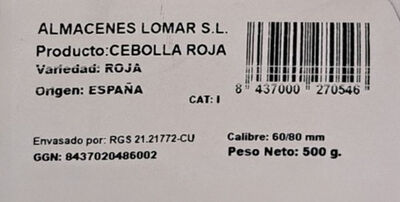 ALMACENES LOMAR S.L.
Producto:CEBOLLA ROJA
Variedad: ROJA
Origen: ESPAÑA
CAT: I
8 437000 270546
Envasado por: RGS 21.21772-CU
Calibre: 60/80 mm
GGN: 8437020486002
Peso Neto: 500 g.